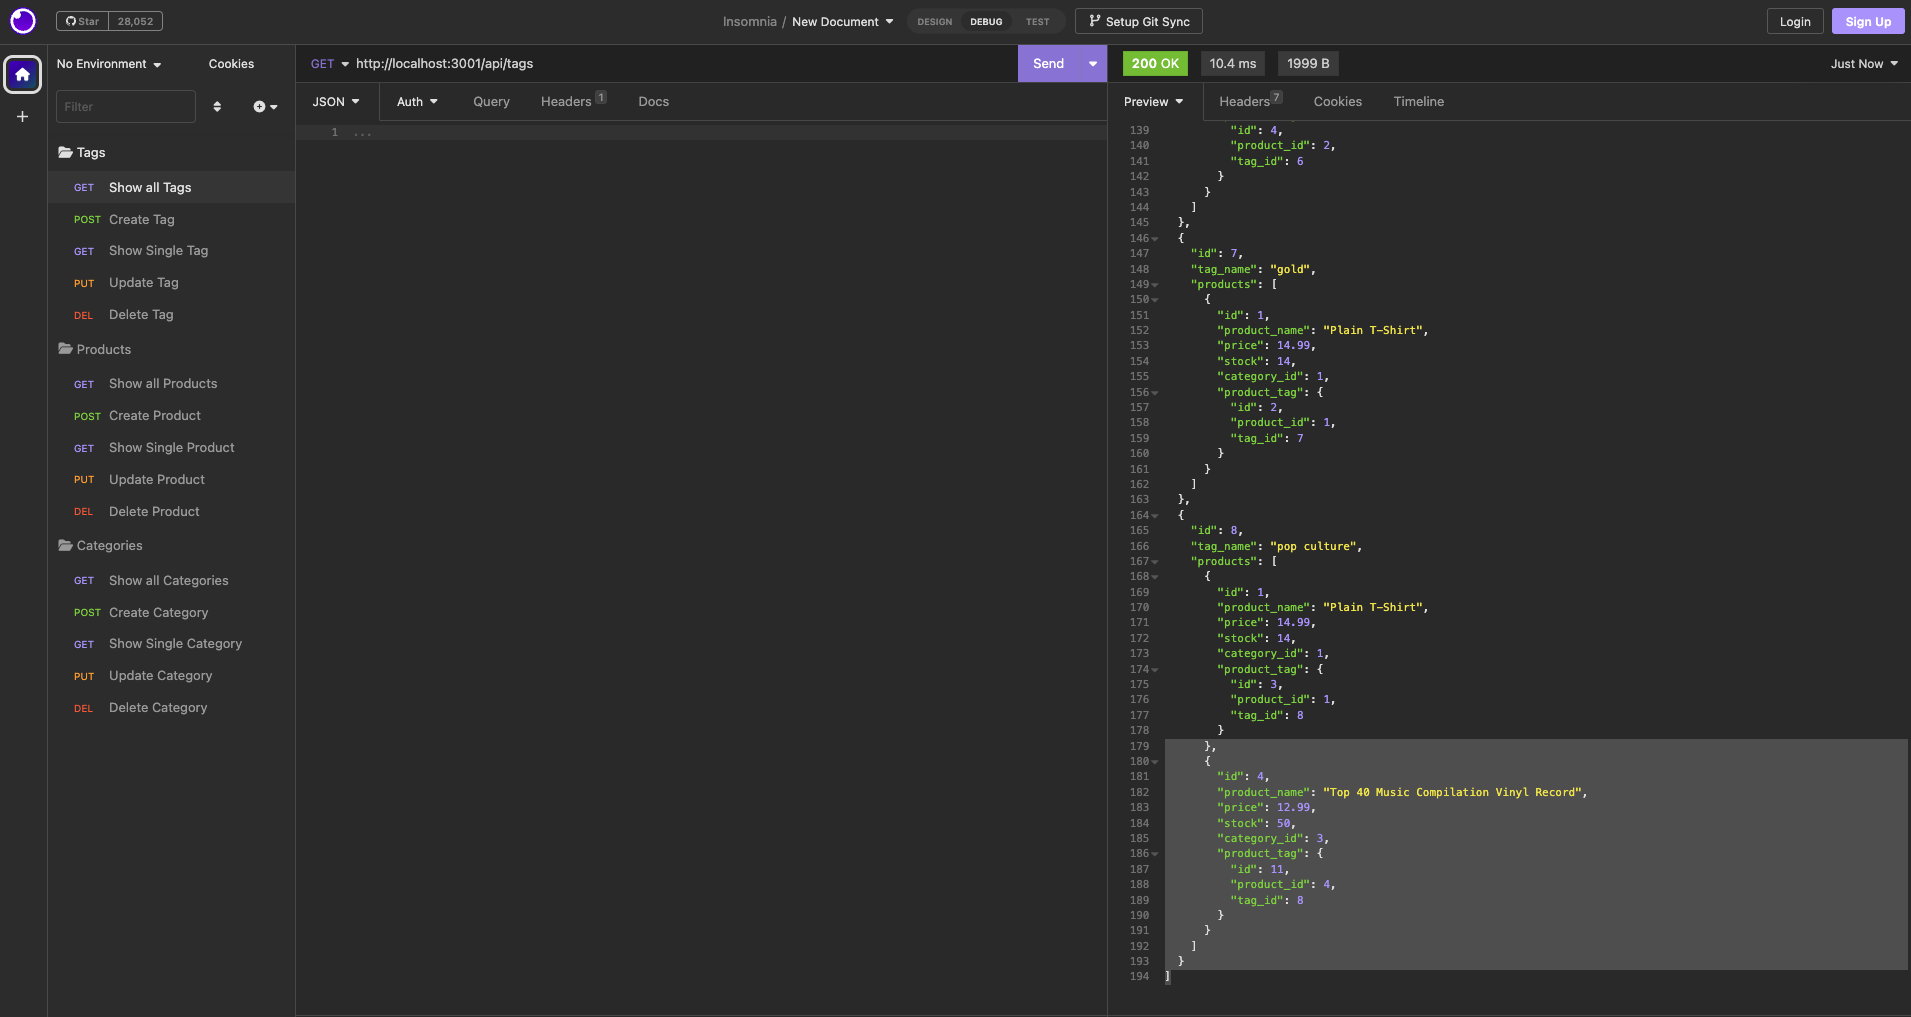 Star 28,052
Insomnia / New Document
DESIGN DEBUG TEST
Setup Git Sync
Login
Sign Up
No Environment
Cookies
Filter
Tags
GET Show all Tags
POST Create Tag
GET Show Single Tag
PUT Update Tag
DEL Delete Tag
Products
GET Show all Products
POST Create Product
GET Show Single Product
PUT Update Product
DEL Delete Product
Categories
GET Show all Categories
POST Create Category
GET Show Single Category
PUT Update Category
DEL Delete Category
GET http://localhost:3001/api/tags
Send
JSON Auth Query Headers 1 Docs
1 ...
200 OK 10.4 ms 1999 B
Just Now
Preview Headers 7 Cookies Timeline
139 "id": 4,
140 "product_id": 2,
141 "tag_id": 6
142 }
143 }
144 ]
145 },
146 {
147 "id": 7,
148 "tag_name": "gold",
149 "products": [
150 {
151 "id": 1,
152 "product_name": "Plain T-Shirt",
153 "price": 14.99,
154 "stock": 14,
155 "category_id": 1,
156 "product_tag": {
157 "id": 2,
158 "product_id": 1,
159 "tag_id": 7
160 }
161 }
162 ]
163 },
164 {
165 "id": 8,
166 "tag_name": "pop culture",
167 "products": [
168 {
169 "id": 1,
170 "product_name": "Plain T-Shirt",
171 "price": 14.99,
172 "stock": 14,
173 "category_id": 1,
174 "product_tag": {
175 "id": 3,
176 "product_id": 1,
177 "tag_id": 8
178 }
179 },
180 {
181 "id": 4,
182 "product_name": "Top 40 Music Compilation Vinyl Record",
183 "price": 12.99,
184 "stock": 50,
185 "category_id": 3,
186 "product_tag": {
187 "id": 11,
188 "product_id": 4,
189 "tag_id": 8
190 }
191 }
192 ]
193 }
194 ]